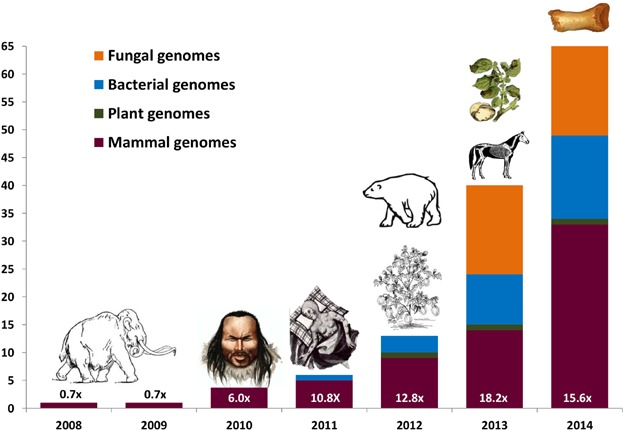 65
60
55
50
45
40
35
30
25
20
15
10
5
0
Fungal genomes
Bacterial genomes
Plant genomes
Mammal genomes
0.7x
0.7x
6.0x
10.8X
12.8x
18.2x
15.6x
2008
2009
2010
2011
2012
2013
2014